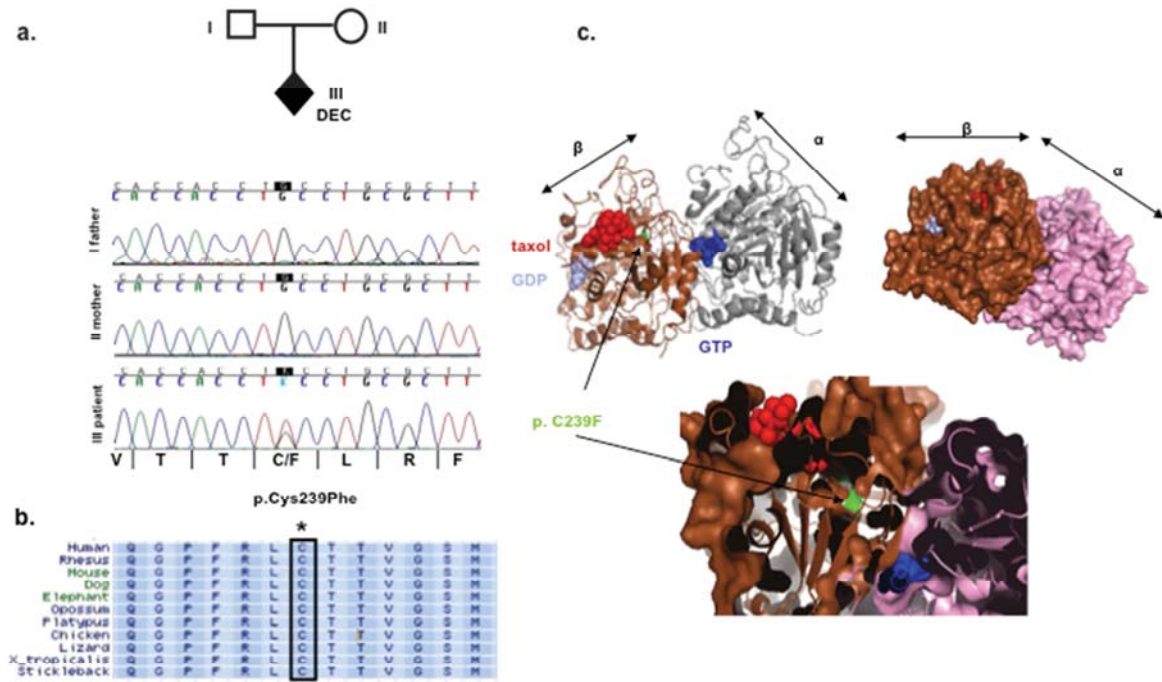 a.
I
II
III
DEC
I father
C A C C A C C T G C C T G C G C T T
C A C C A C C T G C C T G C G C T T
II mother
C A C C A C C T G C C T G C G C T T
C A C C A C C T G C C T G C G C T T
III patient
C A C C A C C T C C T G C G C T T
C A C C A C C T C C T G C G C T T
V T T C/F L R F
p.Cys239Phe
b.
*
Human Q G P F R L C T T V G S M
Rhesus Q G P F R L C T T V G S M
Mouse Q G P F R L C T T V G S M
Dog Q G P F R L C T T V G S M
Elephant Q G P F R L C T T V G S M
Opossum Q G P F R L C T T V G S M
Platypus Q G P F R L C T T V G S M
Chicken Q G P F R L C T T V G S M
Lizard Q G P F R L C T T V G S M
X_tropicalis Q G P F R L C T T V G S M
Stickleback Q G P F R L C T T V G S M
c.
β
α
taxol
GDP
GTP
β
α
p. C239F